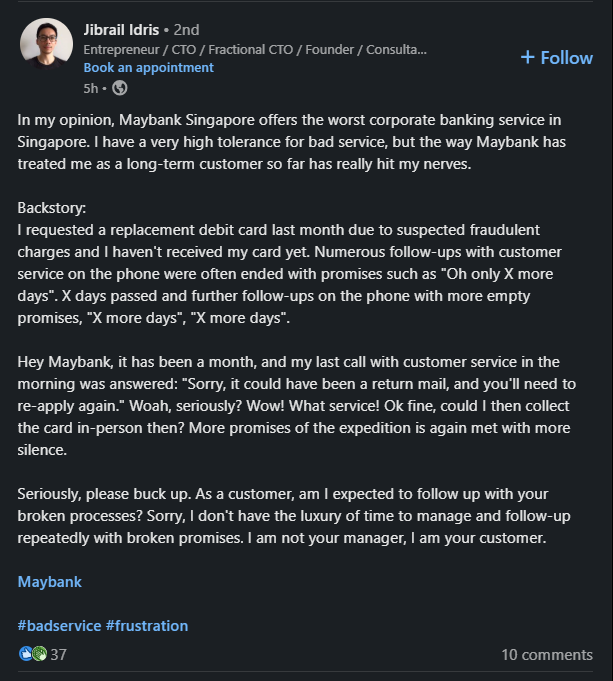 Jibrail Idris • 2nd
Entrepreneur / CTO / Fractional CTO / Founder / Consulta...
Book an appointment
+ Follow
5h •
In my opinion, Maybank Singapore offers the worst corporate banking service in
Singapore. I have a very high tolerance for bad service, but the way Maybank has
treated me as a long-term customer so far has really hit my nerves.
Backstory:
I requested a replacement debit card last month due to suspected fraudulent
charges and I haven't received my card yet. Numerous follow-ups with customer
service on the phone were often ended with promises such as "Oh only X more
days". X days passed and further follow-ups on the phone with more empty
promises, "X more days", "X more days".
Hey Maybank, it has been a month, and my last call with customer service in the
morning was answered: "Sorry, it could have been a return mail, and you'll need to
re-apply again." Woah, seriously? Wow! What service! Ok fine, could I then collect
the card in-person then? More promises of the expedition is again met with more
silence.
Seriously, please buck up. As a customer, am I expected to follow up with your
broken processes? Sorry, I don't have the luxury of time to manage and follow-up
repeatedly with broken promises. I am not your manager, I am your customer.
Maybank
#badservice #frustration
37
10 comments